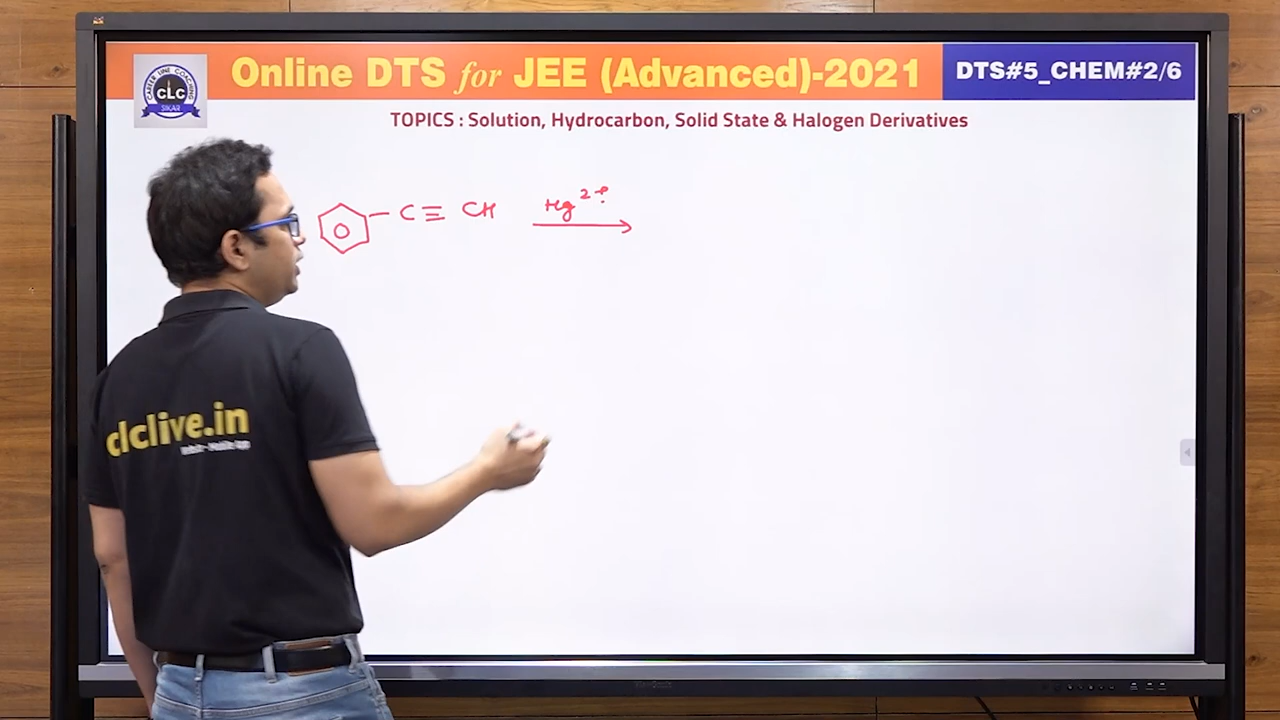 Online DTS for JEE (Advanced)-2021
DTS#5_CHEM#2/6
CAREER LINE COACHING
CLC
SIKAR
TOPICS : Solution, Hydrocarbon, Solid State & Halogen Derivatives
C ≡ CH
Hg2+
clclive.in